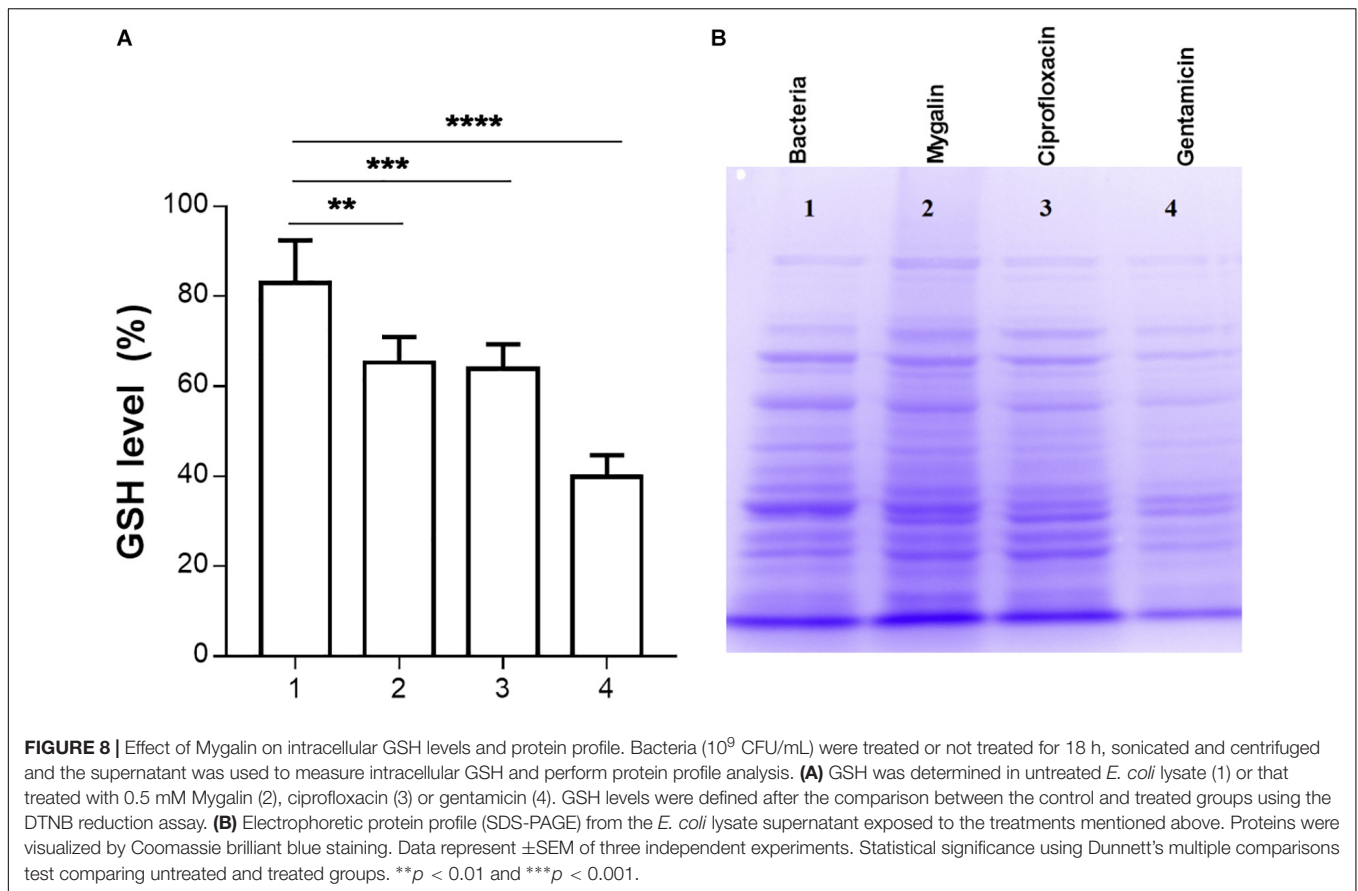 A
B
****
***
**
100
80
60
40
20
0
GSH level (%)
1
2
3
4
Bacteria
Mygalin
Ciprofloxacin
Gentamicin
1
2
3
4
FIGURE 8 | Effect of Mygalin on intracellular GSH levels and protein profile. Bacteria (10⁹ CFU/mL) were treated or not treated for 18 h, sonicated and centrifuged
and the supernatant was used to measure intracellular GSH and perform protein profile analysis. (A) GSH was determined in untreated E. coli lysate (1) or that
treated with 0.5 mM Mygalin (2), ciprofloxacin (3) or gentamicin (4). GSH levels were defined after the comparison between the control and treated groups using the
DTNB reduction assay. (B) Electrophoretic protein profile (SDS-PAGE) from the E. coli lysate supernatant exposed to the treatments mentioned above. Proteins were
visualized by Coomassie brilliant blue staining. Data represent ±SEM of three independent experiments. Statistical significance using Dunnett's multiple comparisons
test comparing untreated and treated groups. **p < 0.01 and ***p < 0.001.